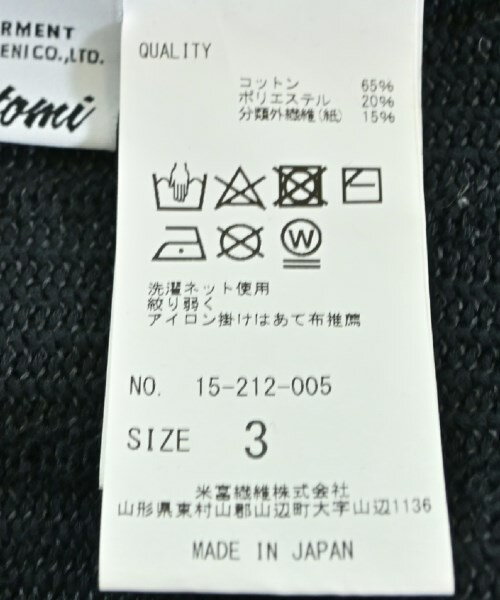 RMENT
ENICO.,LTD.
tomi
QUALITY
コットン 65%
ポリエステル 20%
分類外繊維(紙) 15%
W
洗濯ネット使用
絞り弱く
アイロン掛けはあて布推薦
NO. 15-212-005
SIZE 3
米富繊維株式会社
山形県東村山郡山辺町大字山辺1136
MADE IN JAPAN